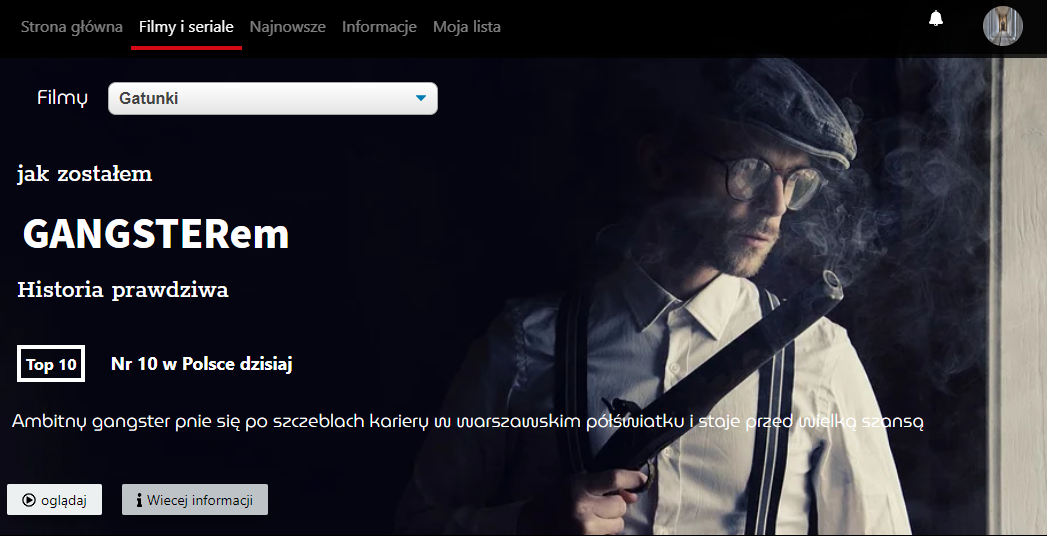 Strona główna Filmy i seriale Najnowsze Informacje Moja lista
Filmy Gatunki
jak zostałem
GANGSTERem
Historia prawdziwa
Top 10 Nr 10 w Polsce dzisiaj
Ambitny gangster pnie się po szczeblach kariery w warszawskim półświatku i staje przed wielką szansą
oglądaj Wiecej informacji